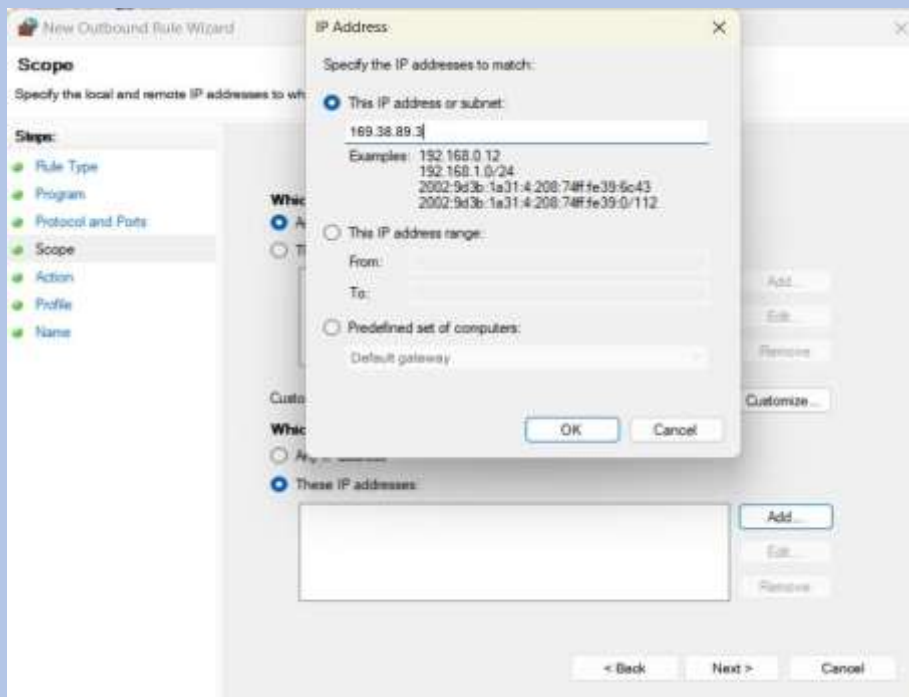 New Outbound Rule Wizard
Scope
Specify the local and remote IP addresses to wh
Steps:
Rule Type
Program
Protocol and Ports
Scope
Action
Profile
Name
IP Address
Specify the IP addresses to match:
This IP address or subnet:
169.38.89.3
Examples: 192.168.0.12
192.168.1.0/24
2002:9d3b:1a31:4:208:74ff:fe39:6c43
2002:9d3b:1a31:4:208:74ff:fe39:0/112
This IP address range:
From:
To:
Predefined set of computers:
Default gateway
OK Cancel
Whic
A
T
Add...
Edit...
Remove
Custo
Customize...
Whic
These IP addresses:
Add...
Edit...
Remove
< Back Next > Cancel